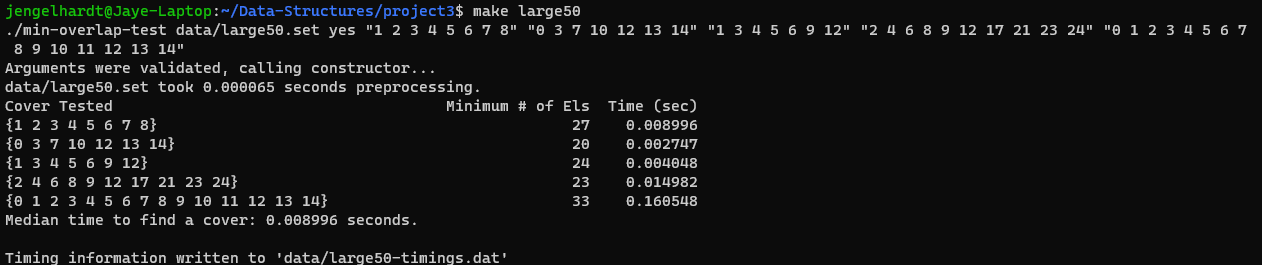 jengelhardt@Jaye-Laptop:~/Data-Structures/project3$ make large50
./min-overlap-test data/large50.set yes "1 2 3 4 5 6 7 8" "0 3 7 10 12 13 14" "1 3 4 5 6 9 12" "2 4 6 8 9 12 17 21 23 24" "0 1 2 3 4 5 6 7
8 9 10 11 12 13 14"
Arguments were validated, calling constructor...
data/large50.set took 0.000065 seconds preprocessing.
Cover Tested Minimum # of Els Time (sec)
{1 2 3 4 5 6 7 8} 27 0.008996
{0 3 7 10 12 13 14} 20 0.002747
{1 3 4 5 6 9 12} 24 0.004048
{2 4 6 8 9 12 17 21 23 24} 23 0.014982
{0 1 2 3 4 5 6 7 8 9 10 11 12 13 14} 33 0.160548
Median time to find a cover: 0.008996 seconds.
Timing information written to 'data/large50-timings.dat'